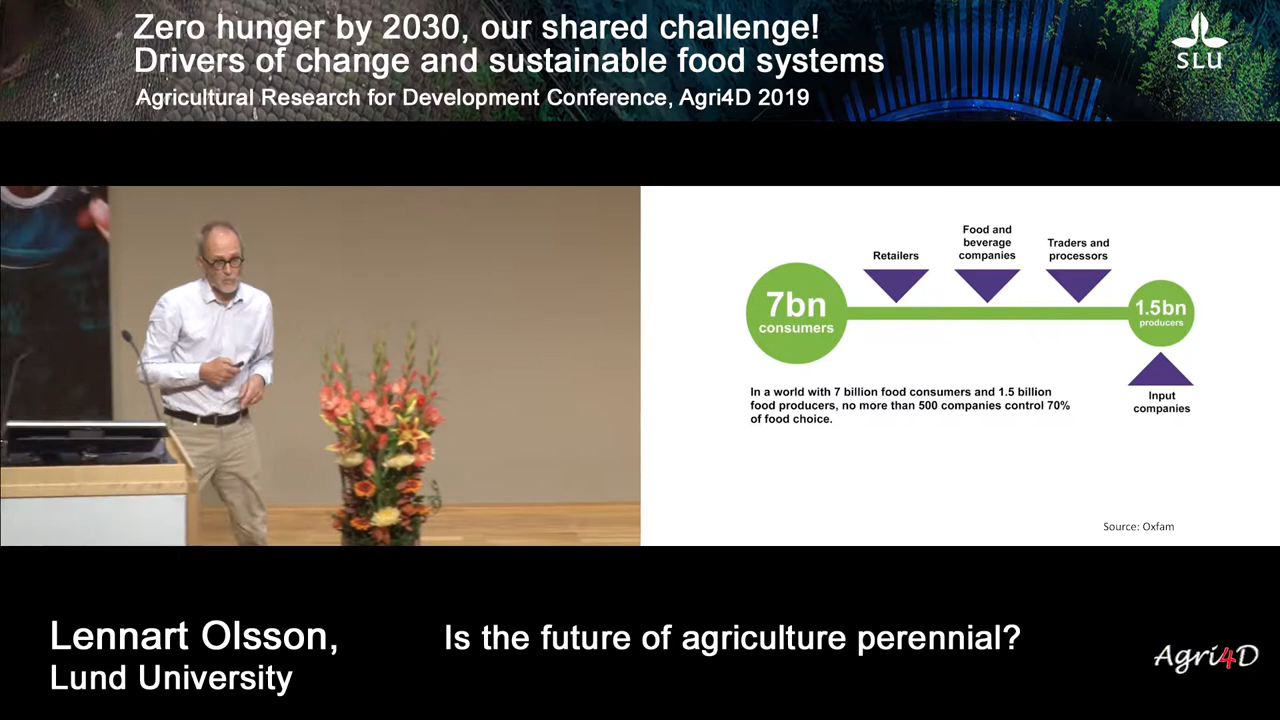 Zero hunger by 2030, our shared challenge!
Drivers of change and sustainable food systems
Agricultural Research for Development Conference, Agri4D 2019
SLU
Retailers
Food and
beverage
companies
Traders and
processors
7bn
consumers
1.5bn
producers
In a world with 7 billion food consumers and 1.5 billion
food producers, no more than 500 companies control 70%
of food choice.
Input
companies
Source: Oxfam
Lennart Olsson,
Lund University
Is the future of agriculture perennial?
Agri4D